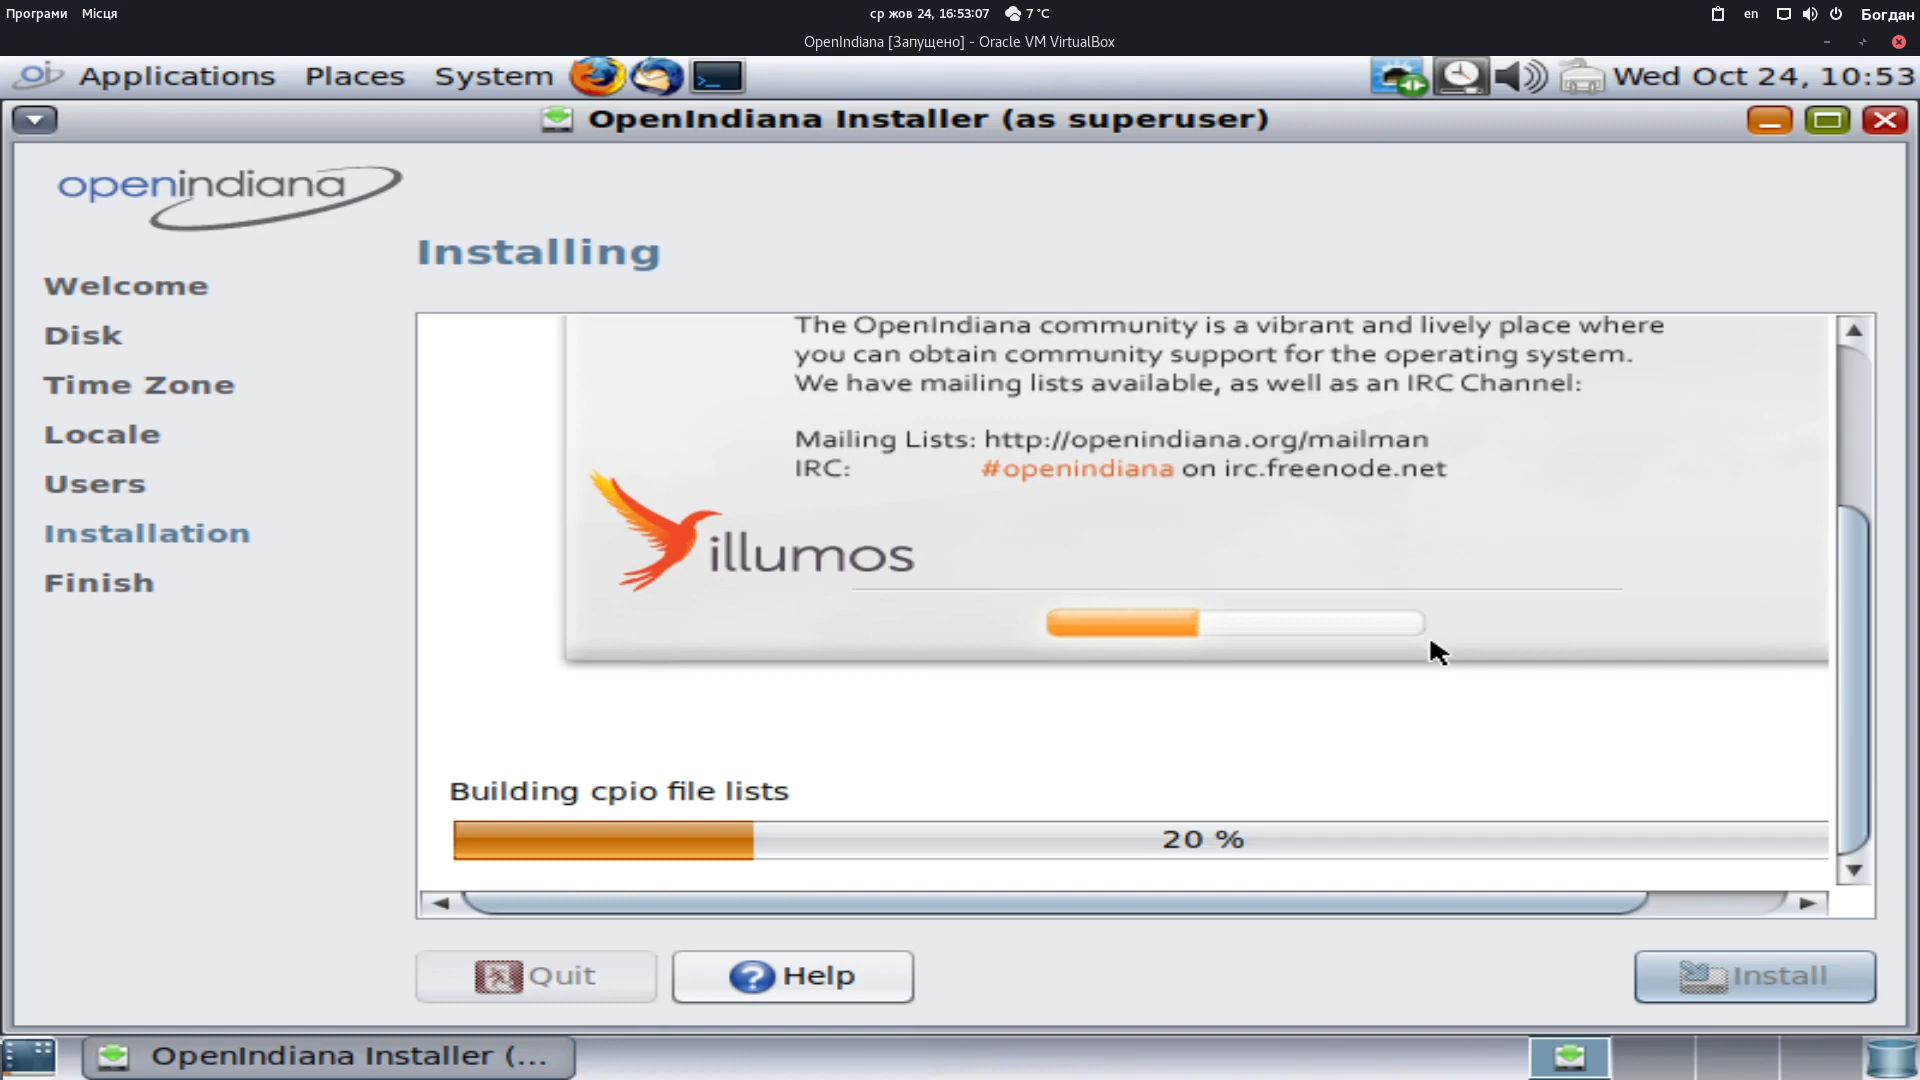 Програми Місця ср жов 24, 16:53:07 7 °C en Богдан
OpenIndiana [Запущено] - Oracle VM VirtualBox
Applications Places System Wed Oct 24, 10:53
OpenIndiana Installer (as superuser)
openindiana
Installing
Welcome
Disk
Time Zone
Locale
Users
Installation
Finish
The OpenIndiana community is a vibrant and lively place where
you can obtain community support for the operating system.
We have mailing lists available, as well as an IRC Channel:
Mailing Lists: http://openindiana.org/mailman
IRC: #openindiana on irc.freenode.net
illumos
Building cpio file lists
20 %
Quit Help Install
OpenIndiana Installer (...